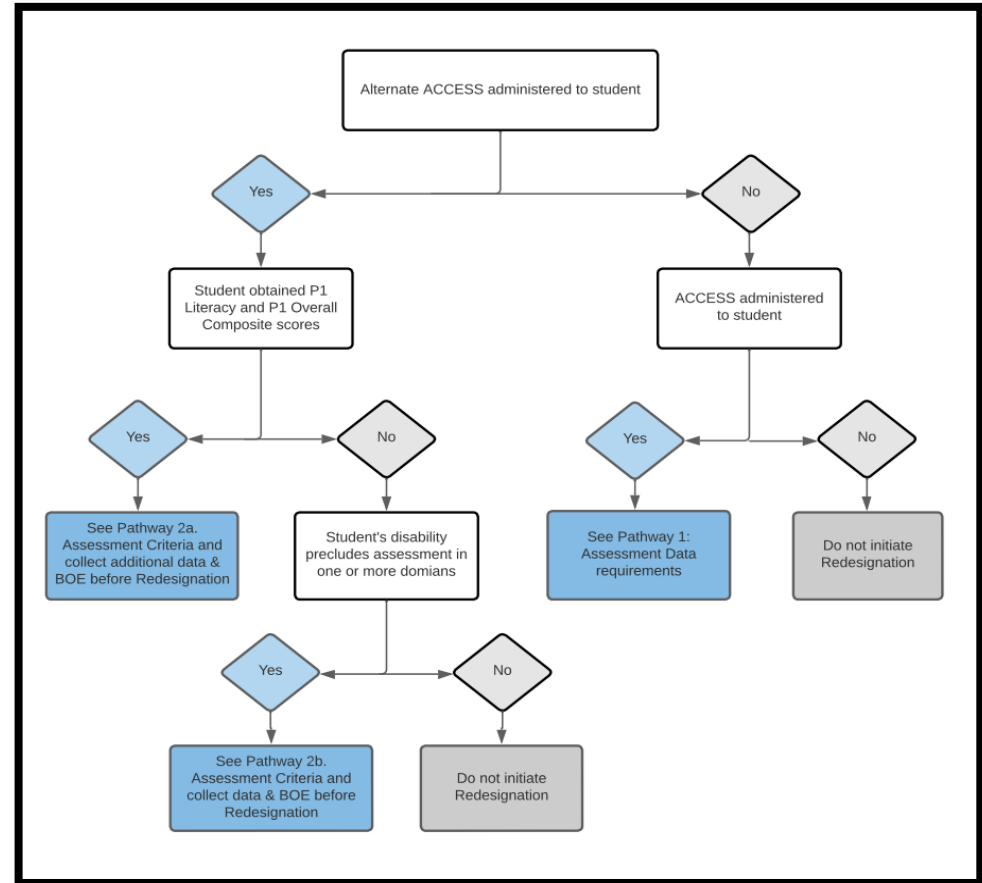 Alternate ACCESS administered to student
Yes
No
Student obtained P1
Literacy and P1 Overall
Composite scores
ACCESS administered
to student
Yes
No
Yes
No
See Pathway 2a.
Assessment Criteria and
collect additional data &
BOE before Redesignation
Student's disability
precludes assessment in
one or more domians
See Pathway 1:
Assessment Data
requirements
Do not initiate
Redesignation
Yes
No
See Pathway 2b.
Assessment Criteria and
collect data & BOE before
Redesignation
Do not initiate
Redesignation